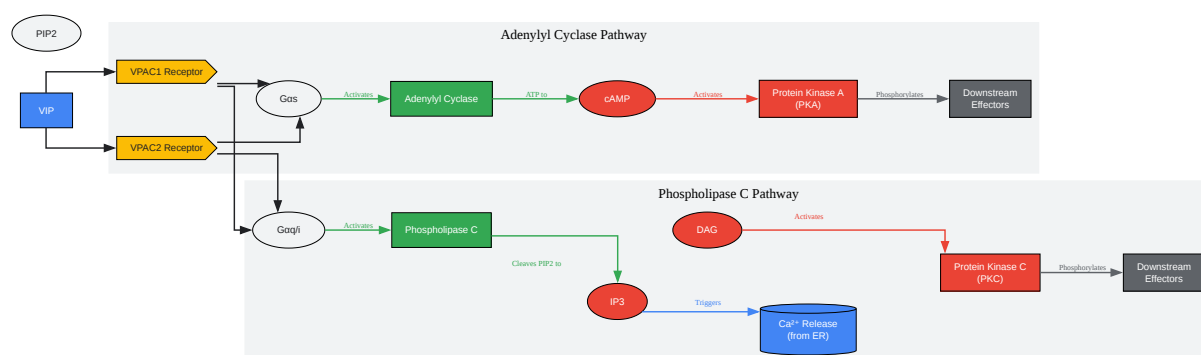 PIP2
Adenylyl Cyclase Pathway
VIP
VPAC1 Receptor
VPAC2 Receptor
Gαs
Activates
Adenylyl Cyclase
ATP to
cAMP
Activates
Protein Kinase A
(PKA)
Phosphorylates
Downstream
Effectors
Phospholipase C Pathway
Gαq/i
Activates
Phospholipase C
Cleaves PIP2 to
IP3
Triggers
Ca²⁺ Release
(from ER)
DAG
Activates
Protein Kinase C
(PKC)
Phosphorylates
Downstream
Effectors